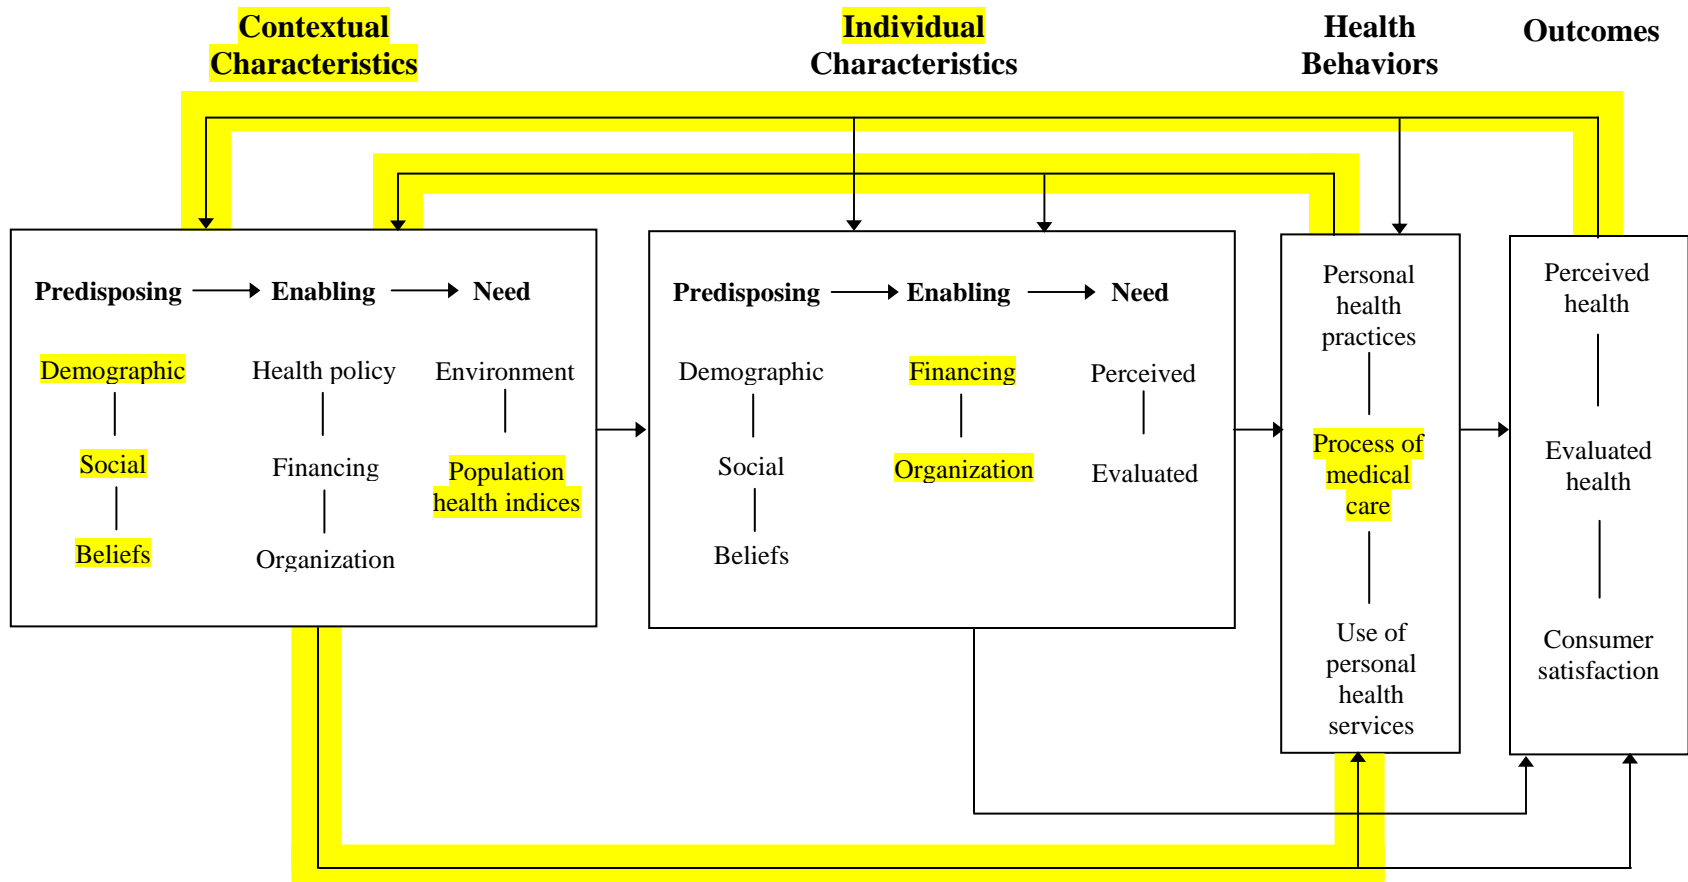 Contextual
Characteristics
Individual
Characteristics
Health
Behaviors
Outcomes
Predisposing
Enabling
Need
Demographic
Social
Beliefs
Health policy
Financing
Organization
Environment
Population
health indices
Predisposing
Enabling
Need
Demographic
Social
Beliefs
Financing
Organization
Perceived
Evaluated
Personal
health
practices
Process of
medical
care
Use of
personal
health
services
Perceived
health
Evaluated
health
Consumer
satisfaction